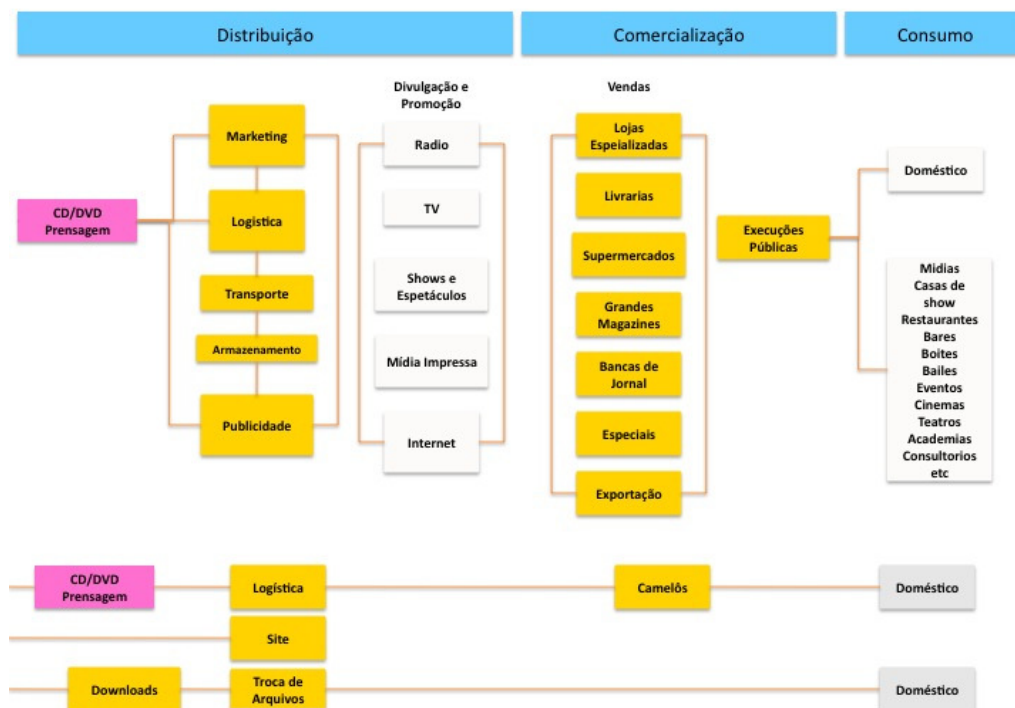 Distribuição
Comercialização
Consumo
Divulgação e
Promoção
Vendas
Marketing
Radio
Lojas
Espeializadas
Doméstico
CD/DVD
Prensagem
Logistica
TV
Livrarias
Execuções
Públicas
Supermercados
Transporte
Shows e
Espetáculos
Grandes
Magazines
Armazenamento
Mídia Impressa
Bancas de
Jornal
Publicidade
Internet
Especiais
Exportação
Midias
Casas de
show
Restaurantes
Bares
Boites
Bailes
Eventos
Cinemas
Teatros
Academias
Consultorios
etc
CD/DVD
Prensagem
Logística
Camelôs
Doméstico
Site
Downloads
Troca de
Arquivos
Doméstico